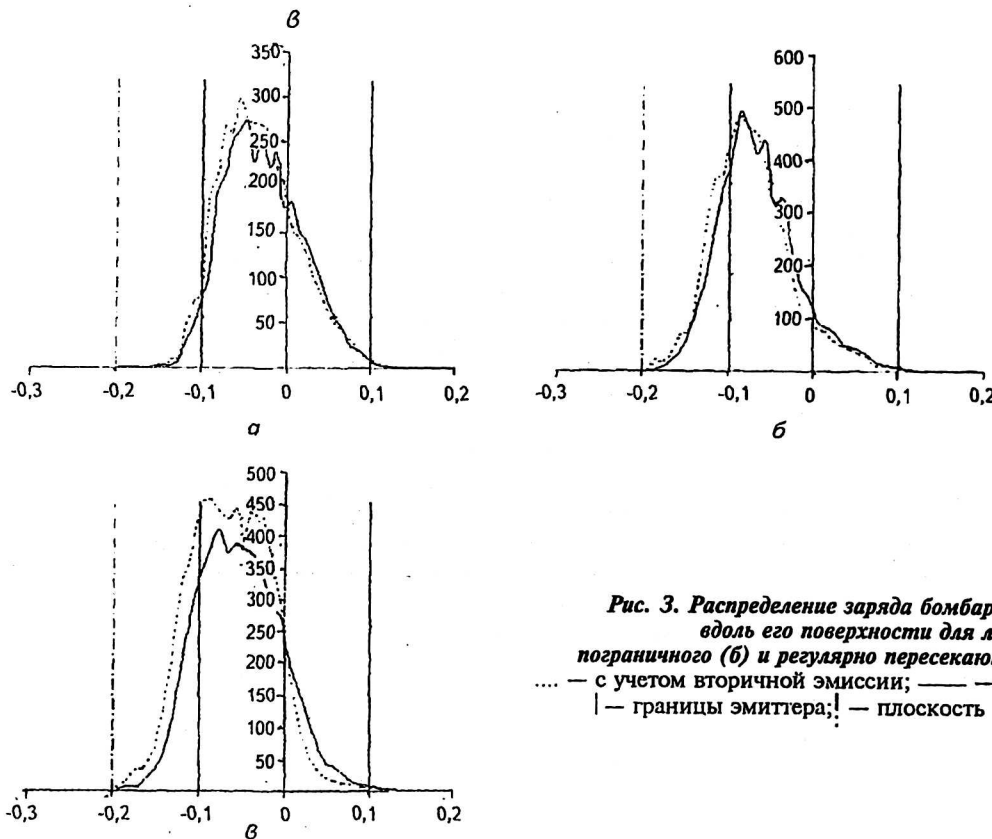 в
350
300
250
200
150
100
50
-0,3 -0,2 -0,1 0 0,1 0,2
а
600
500
400
300
200
100
-0,3 -0,2 -0,1 0 0,1 0,2
б
500
450
400
350
300
250
200
150
100
50
-0,3 -0,2 -0,1 0 0,1 0,2
в
Рис. 3. Распределение заряда
вдоль его поверхности для
пограничного (б) и регулярно
.... — с учетом вторичной эмиссии; —— —
| — границы эмиттера; ¦ — плоскость